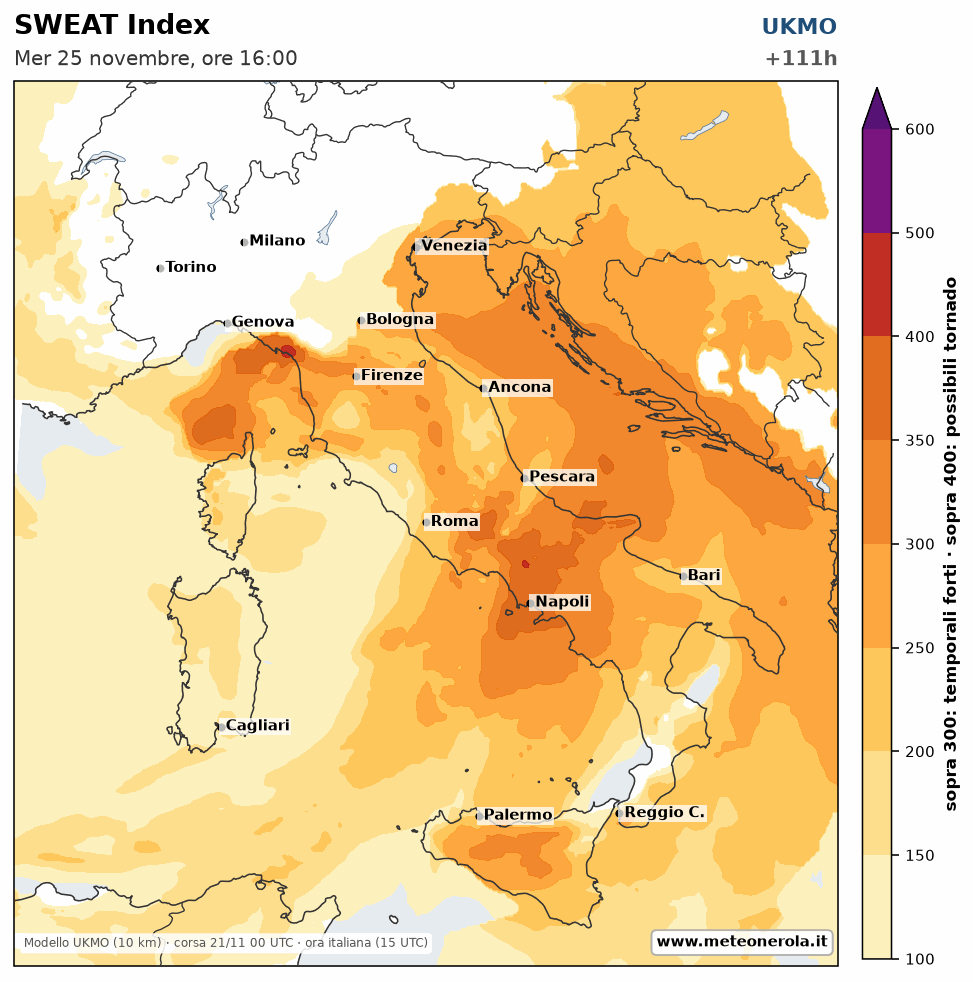 SWEAT Index
UKMO
Mer 25 novembre, ore 16:00
+111h
600
500
400
350
300
250
200
150
100
sopra 300: temporali forti · sopra 400: possibili tornado
Milano
Venezia
Torino
Genova
Bologna
Firenze
Ancona
Pescara
Roma
Bari
Napoli
Cagliari
Palermo
Reggio C.
Modello UKMO (10 km) · corsa 21/11 00 UTC · ora italiana (15 UTC)
www.meteonerola.it